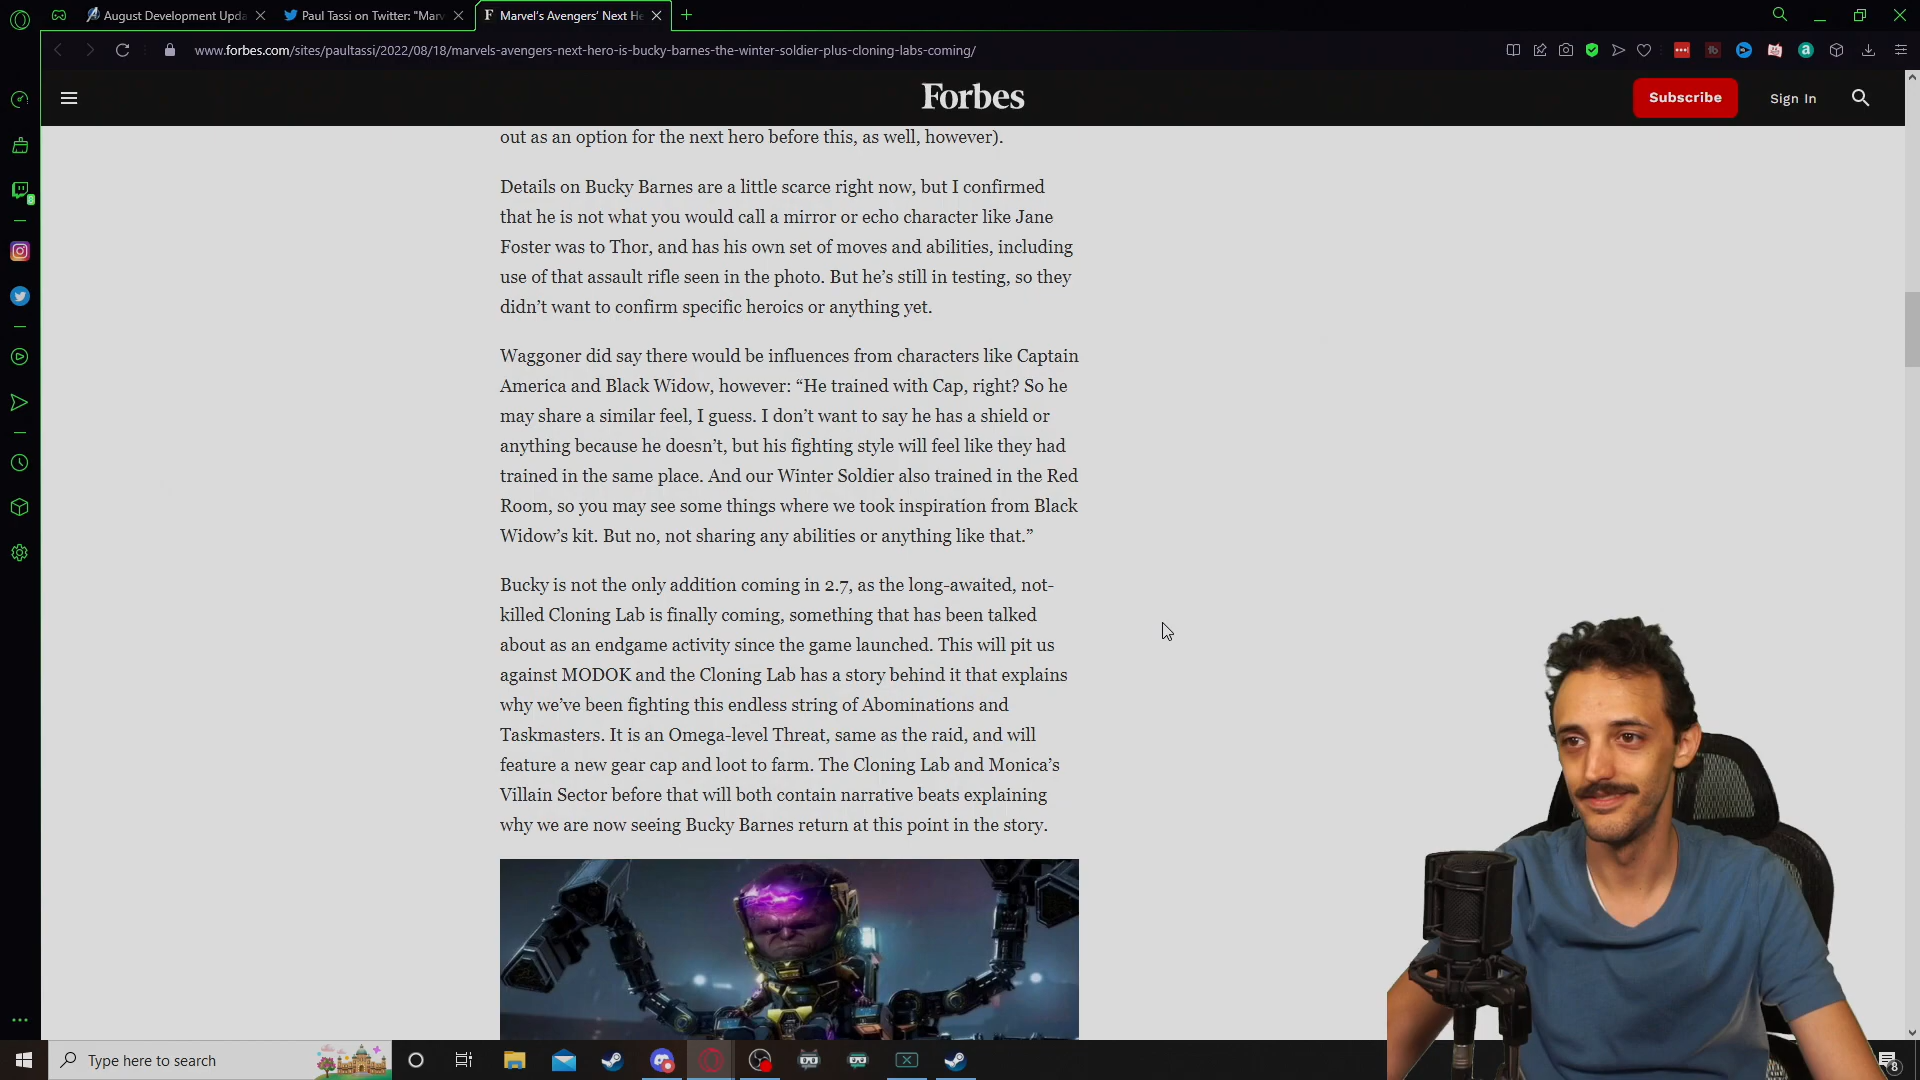 August Development Upda
Paul Tassi on Twitter: "Marv
F Marvel's Avengers' Next He
www.forbes.com/sites/paultassi/2022/08/18/marvels-avengers-next-hero-is-bucky-barnes-the-winter-soldier-plus-cloning-labs-coming/
Forbes
Subscribe
Sign In
out as an option for the next hero before this, as well, however).
Details on Bucky Barnes are a little scarce right now, but I confirmed
that he is not what you would call a mirror or echo character like Jane
Foster was to Thor, and has his own set of moves and abilities, including
use of that assault rifle seen in the photo. But he’s still in testing, so they
didn’t want to confirm specific heroics or anything yet.
Waggoner did say there would be influences from characters like Captain
America and Black Widow, however: “He trained with Cap, right? So he
may share a similar feel, I guess. I don’t want to say he has a shield or
anything because he doesn’t, but his fighting style will feel like they had
trained in the same place. And our Winter Soldier also trained in the Red
Room, so you may see some things where we took inspiration from Black
Widow’s kit. But no, not sharing any abilities or anything like that.”
Bucky is not the only addition coming in 2.7, as the long-awaited, not-
killed Cloning Lab is finally coming, something that has been talked
about as an endgame activity since the game launched. This will pit us
against MODOK and the Cloning Lab has a story behind it that explains
why we’ve been fighting this endless string of Abominations and
Taskmasters. It is an Omega-level Threat, same as the raid, and will
feature a new gear cap and loot to farm. The Cloning Lab and Monica’s
Villain Sector before that will both contain narrative beats explaining
why we are now seeing Bucky Barnes return at this point in the story.
Type here to search
8